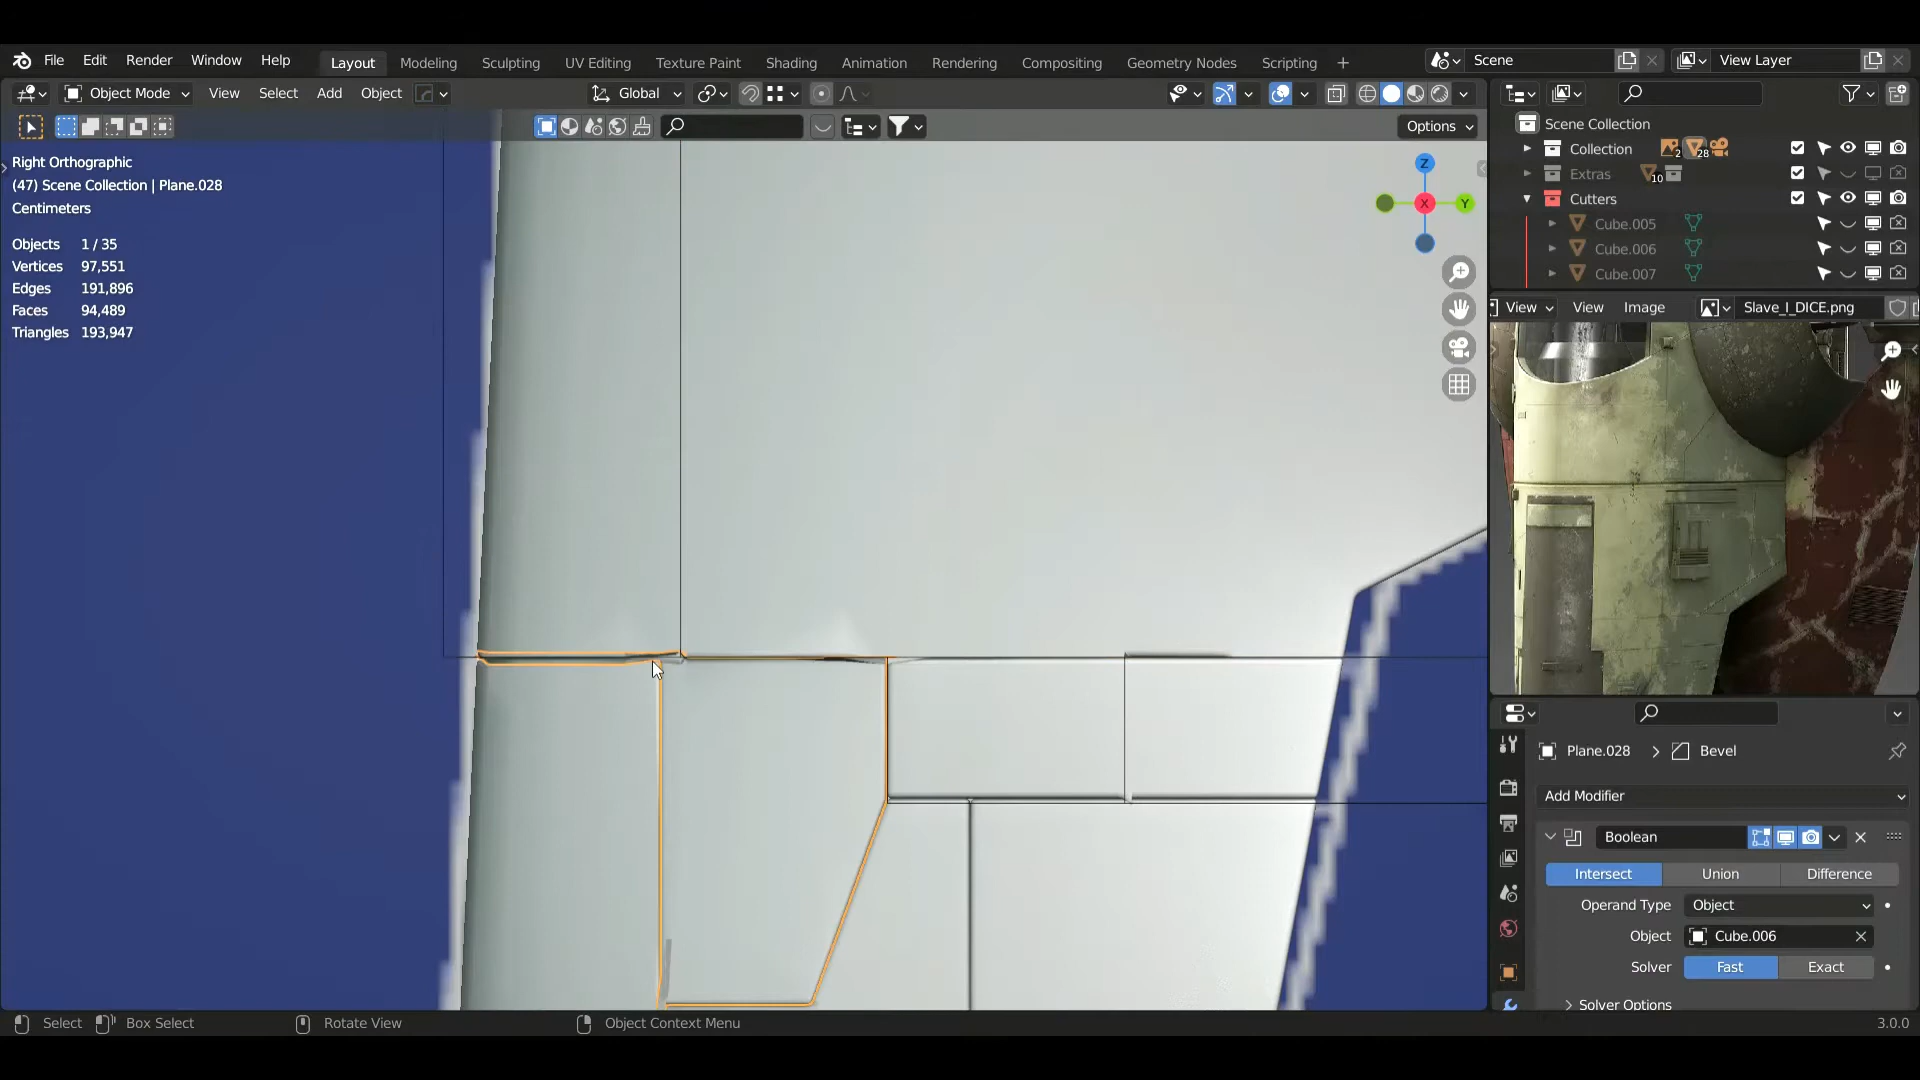 File Edit Render Window Help Layout Modeling Sculpting UV Editing Texture Paint Shading Animation Rendering Compositing Geometry Nodes Scripting + Scene View Layer
Object Mode View Select Add Object Global
Options
Right Orthographic
(47) Scene Collection | Plane.028
Centimeters
Objects 1 / 35
Vertices 97,551
Edges 191,896
Faces 94,489
Triangles 193,947
Z
X
Y
Scene Collection
Collection 2 28
Extras 10
Cutters
Cube.005
Cube.006
Cube.007
View View Image Slave_I_DICE.png
Plane.028 > Bevel
Add Modifier
Boolean
Intersect Union Difference
Operand Type Object
Object Cube.006
Solver Fast Exact
Solver Options
Select Box Select Rotate View Object Context Menu 3.0.0